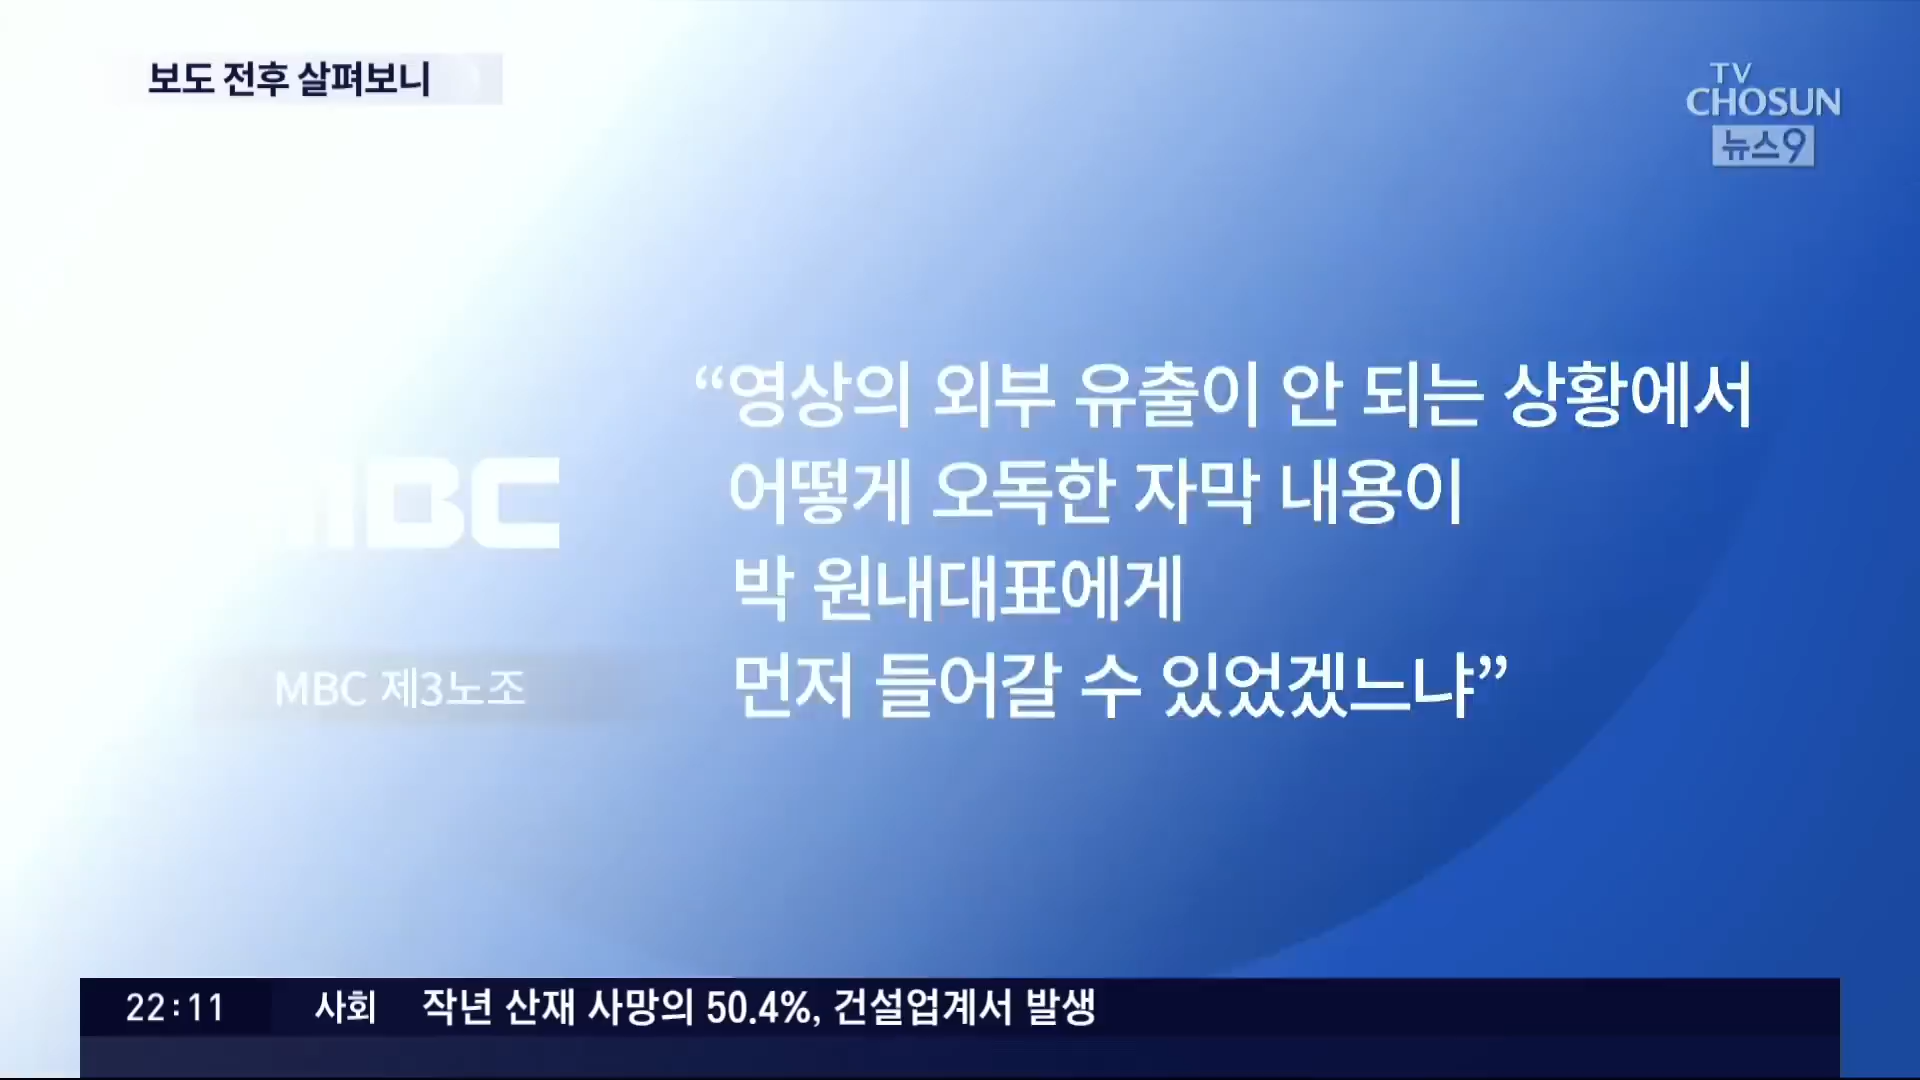 보도 전후 살펴보니
TV
CHOSUN
뉴스9
“영상의 외부 유출이 안 되는 상황에서
어떻게 오독한 자막 내용이
박 원내대표에게
먼저 들어갈 수 있었겠느냐”
MBC
MBC 제3노조
22:11 사회 작년 산재 사망의 50.4%, 건설업계서 발생